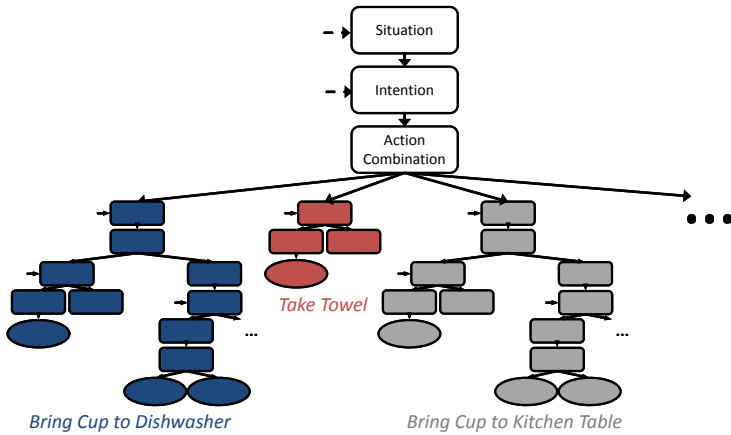 Situation
Intention
Action
Combination
...
Take Towel
...
...
Bring Cup to Dishwasher
Bring Cup to Kitchen Table